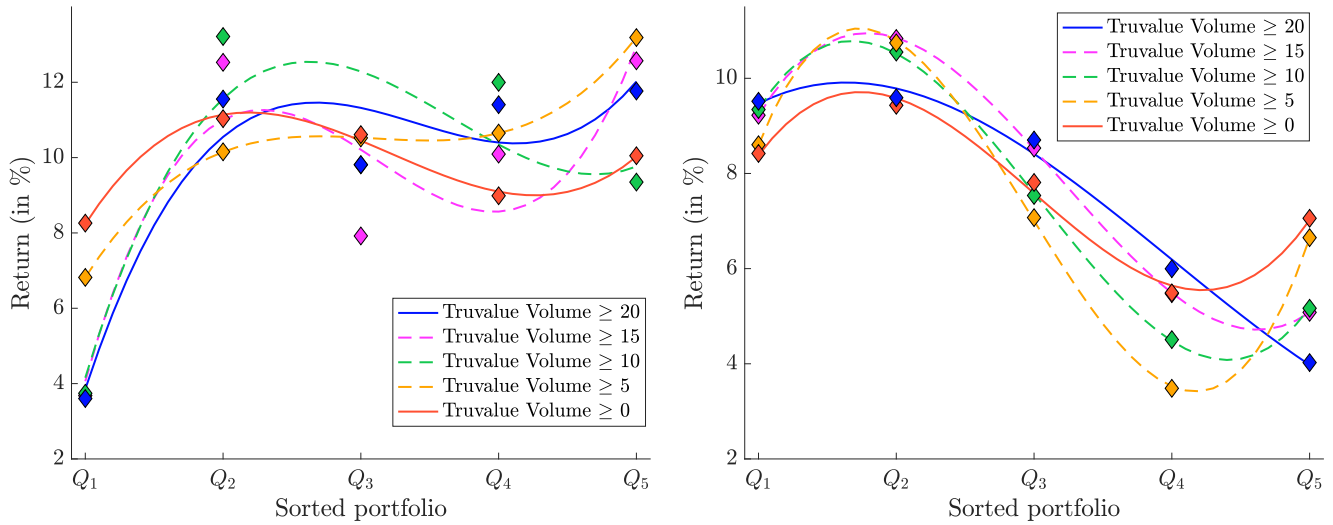 12
10
8
6
4
2
Return (in %)
Q1 Q2 Q3 Q4 Q5
Sorted portfolio
Truvalue Volume ≥ 20
Truvalue Volume ≥ 15
Truvalue Volume ≥ 10
Truvalue Volume ≥ 5
Truvalue Volume ≥ 0
10
8
6
4
2
Return (in %)
Q1 Q2 Q3 Q4 Q5
Sorted portfolio
Truvalue Volume ≥ 20
Truvalue Volume ≥ 15
Truvalue Volume ≥ 10
Truvalue Volume ≥ 5
Truvalue Volume ≥ 0